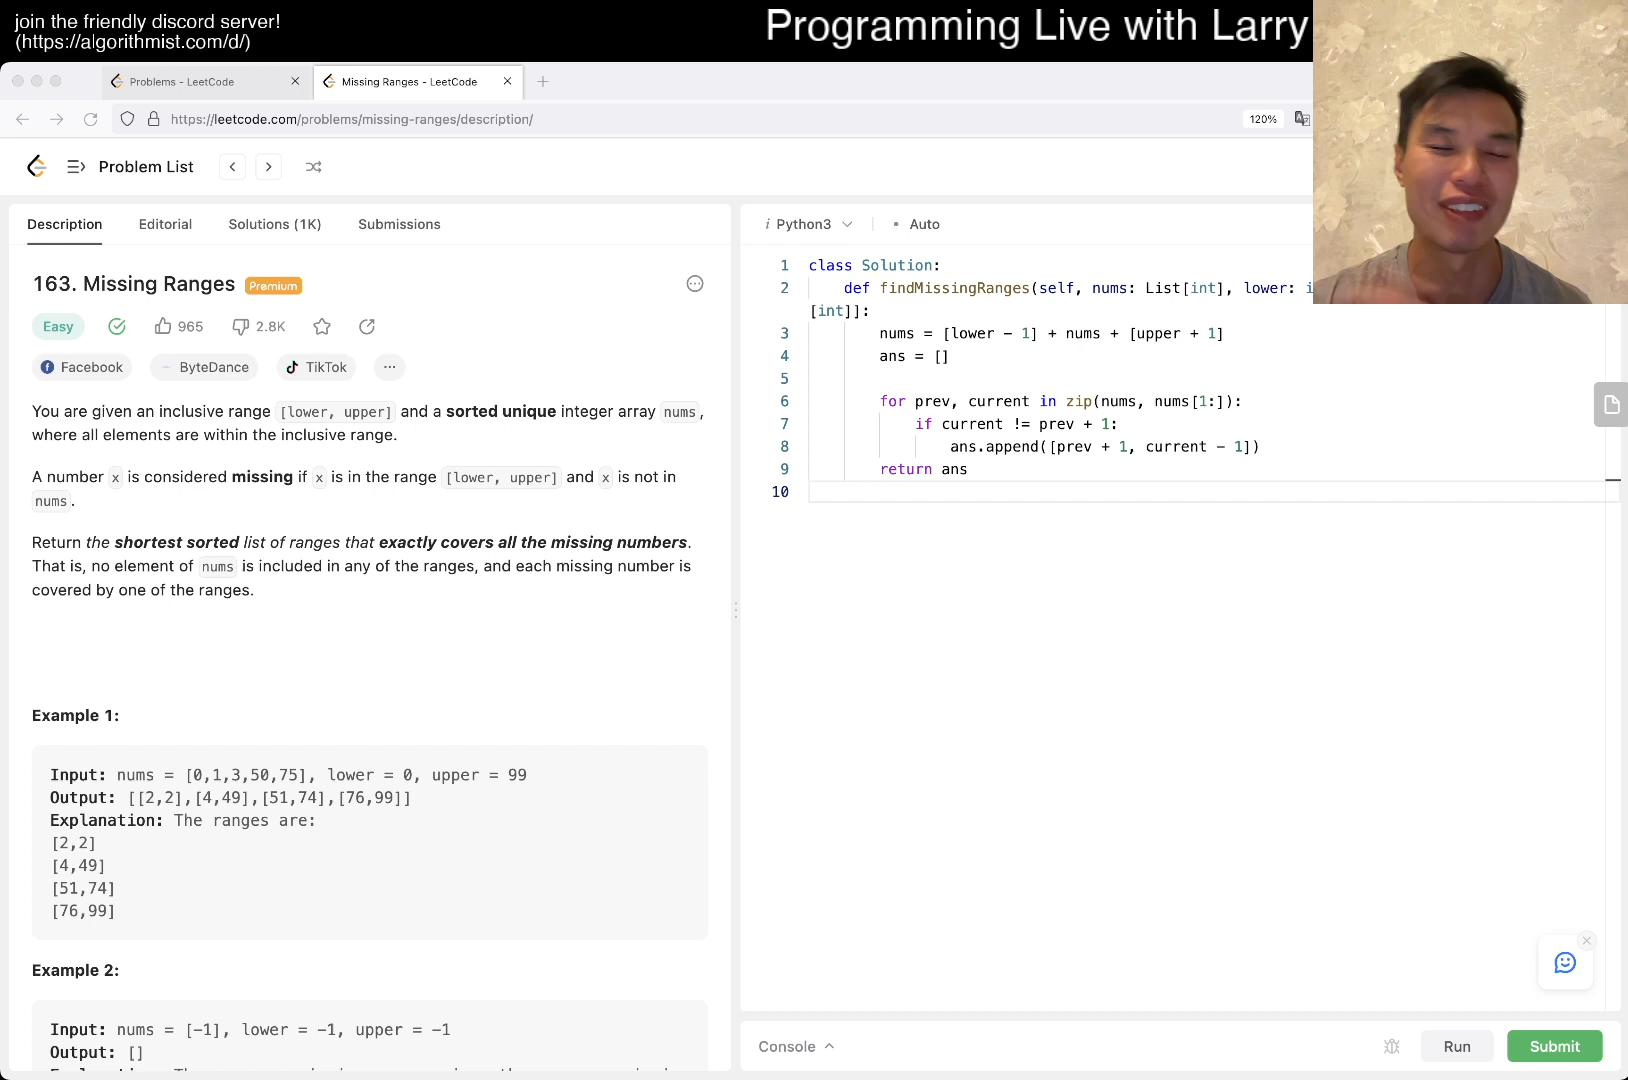 join the friendly discord server!
(https://algorithmist.com/d/)
Programming Live with Larry
Problems - LeetCode
Missing Ranges - LeetCode
https://leetcode.com/problems/missing-ranges/description/
120%
Problem List
Description
Editorial
Solutions (1K)
Submissions
163. Missing Ranges
Premium
Easy
965
2.8K
Facebook
ByteDance
TikTok
...
You are given an inclusive range [lower, upper] and a sorted unique integer array nums,
where all elements are within the inclusive range.
A number x is considered missing if x is in the range [lower, upper] and x is not in
nums.
Return the shortest sorted list of ranges that exactly covers all the missing numbers.
That is, no element of nums is included in any of the ranges, and each missing number is
covered by one of the ranges.
Example 1:
Input: nums = [0,1,3,50,75], lower = 0, upper = 99
Output: [[2,2],[4,49],[51,74],[76,99]]
Explanation: The ranges are:
[2,2]
[4,49]
[51,74]
[76,99]
Example 2:
Input: nums = [-1], lower = -1, upper = -1
Output: []
i Python3
• Auto
1 class Solution:
2 def findMissingRanges(self, nums: List[int], lower: i
[int]]:
3 nums = [lower - 1] + nums + [upper + 1]
4 ans = []
5
6 for prev, current in zip(nums, nums[1:]):
7 if current != prev + 1:
8 ans.append([prev + 1, current - 1])
9 return ans
10
Console
Run
Submit